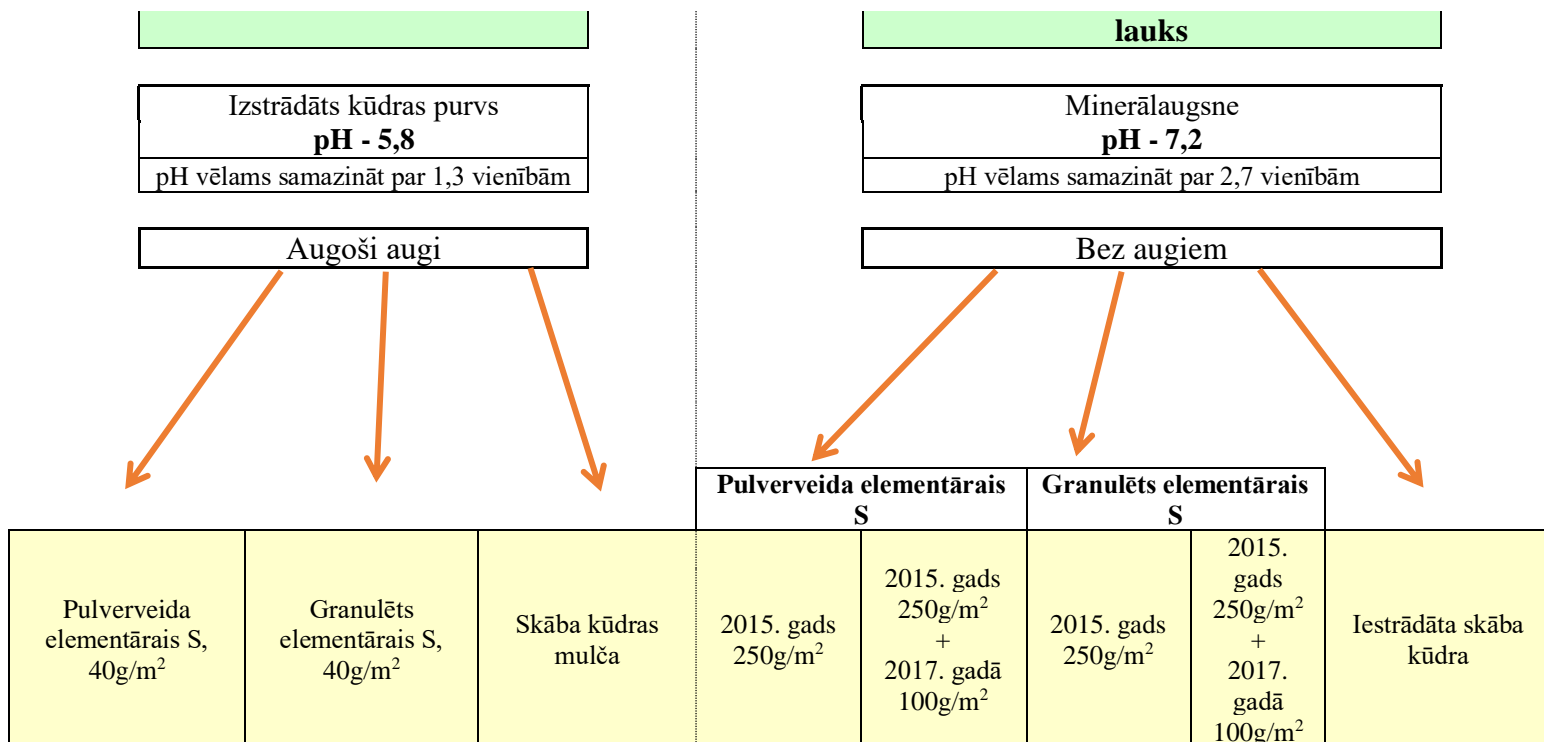 lauks
Izstrādāts kūdras purvs
pH - 5,8
pH vēlams samazināt par 1,3 vienībām
Minerālaugsne
pH - 7,2
pH vēlams samazināt par 2,7 vienībām
Augoši augi
Bez augiem
Pulverveida elementārais
S
Granulēts elementārais
S
Pulverveida
elementārais S,
40g/m²
Granulēts
elementārais S,
40g/m²
Skāba kūdras
mulča
2015. gads
250g/m²
2015. gads
250g/m²
+
2017. gadā
100g/m²
2015. gads
250g/m²
2015.
gads
250g/m²
+
2017.
gadā
100g/m²
Iestrādāta skāba
kūdra